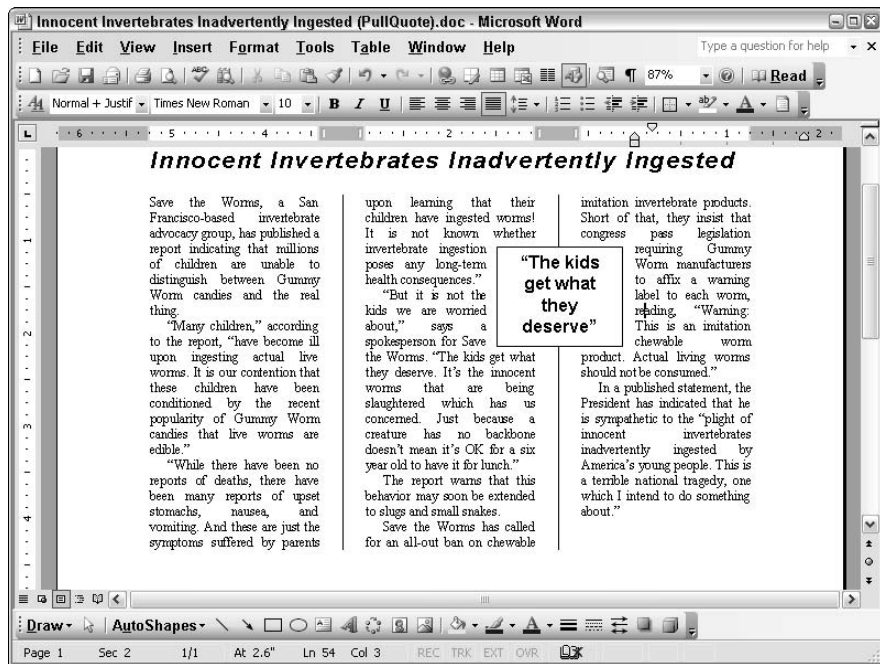 Innocent Invertebrates Inadvertently Ingested (PullQuote).doc - Microsoft Word
File Edit View Insert Format Tools Table Window Help Type a question for help
87% Read
Normal + Justif Times New Roman 10 B I U
6 5 4 2 1 2
Innocent Invertebrates Inadvertently Ingested
Save the Worms, a San
Francisco-based invertebrate
advocacy group, has published a
report indicating that millions
of children are unable to
distinguish between Gummy
Worm candies and the real
thing.
“Many children,” according
to the report, “have become ill
upon ingesting actual live
worms. It is our contention that
these children have been
conditioned by the recent
popularity of Gummy Worm
candies that live worms are
edible.”
“While there have been no
reports of deaths, there have
been many reports of upset
stomachs, nausea, and
vomiting. And these are just the
symptoms suffered by parents
upon learning that their
children have ingested worms!
It is not known whether
invertebrate ingestion
poses any long-term
health consequences.”
“But it is not the
kids we are worried
about,” says a
spokesperson for Save
the Worms. “The kids get what
they deserve. It’s the innocent
worms that are being
slaughtered which has us
concerned. Just because a
creature has no backbone
doesn’t mean it’s OK for a six
year old to have it for lunch.”
The report warns that this
behavior may soon be extended
to slugs and small snakes.
Save the Worms has called
for an all-out ban on chewable
“The kids
get what
they
deserve”
imitation invertebrate products.
Short of that, they insist that
congress pass legislation
requiring Gummy
Worm manufacturers
to affix a warning
label to each worm,
reading, “Warning:
This is an imitation
chewable worm
product. Actual living worms
should not be consumed.”
In a published statement, the
President has indicated that he
is sympathetic to the “plight of
innocent invertebrates
inadvertently ingested by
America’s young people. This is
a terrible national tragedy, one
which I intend to do something
about.”
Draw AutoShapes
Page 1 Sec 2 1/1 At 2.6" Ln 54 Col 3 REC TRK EXT OVR